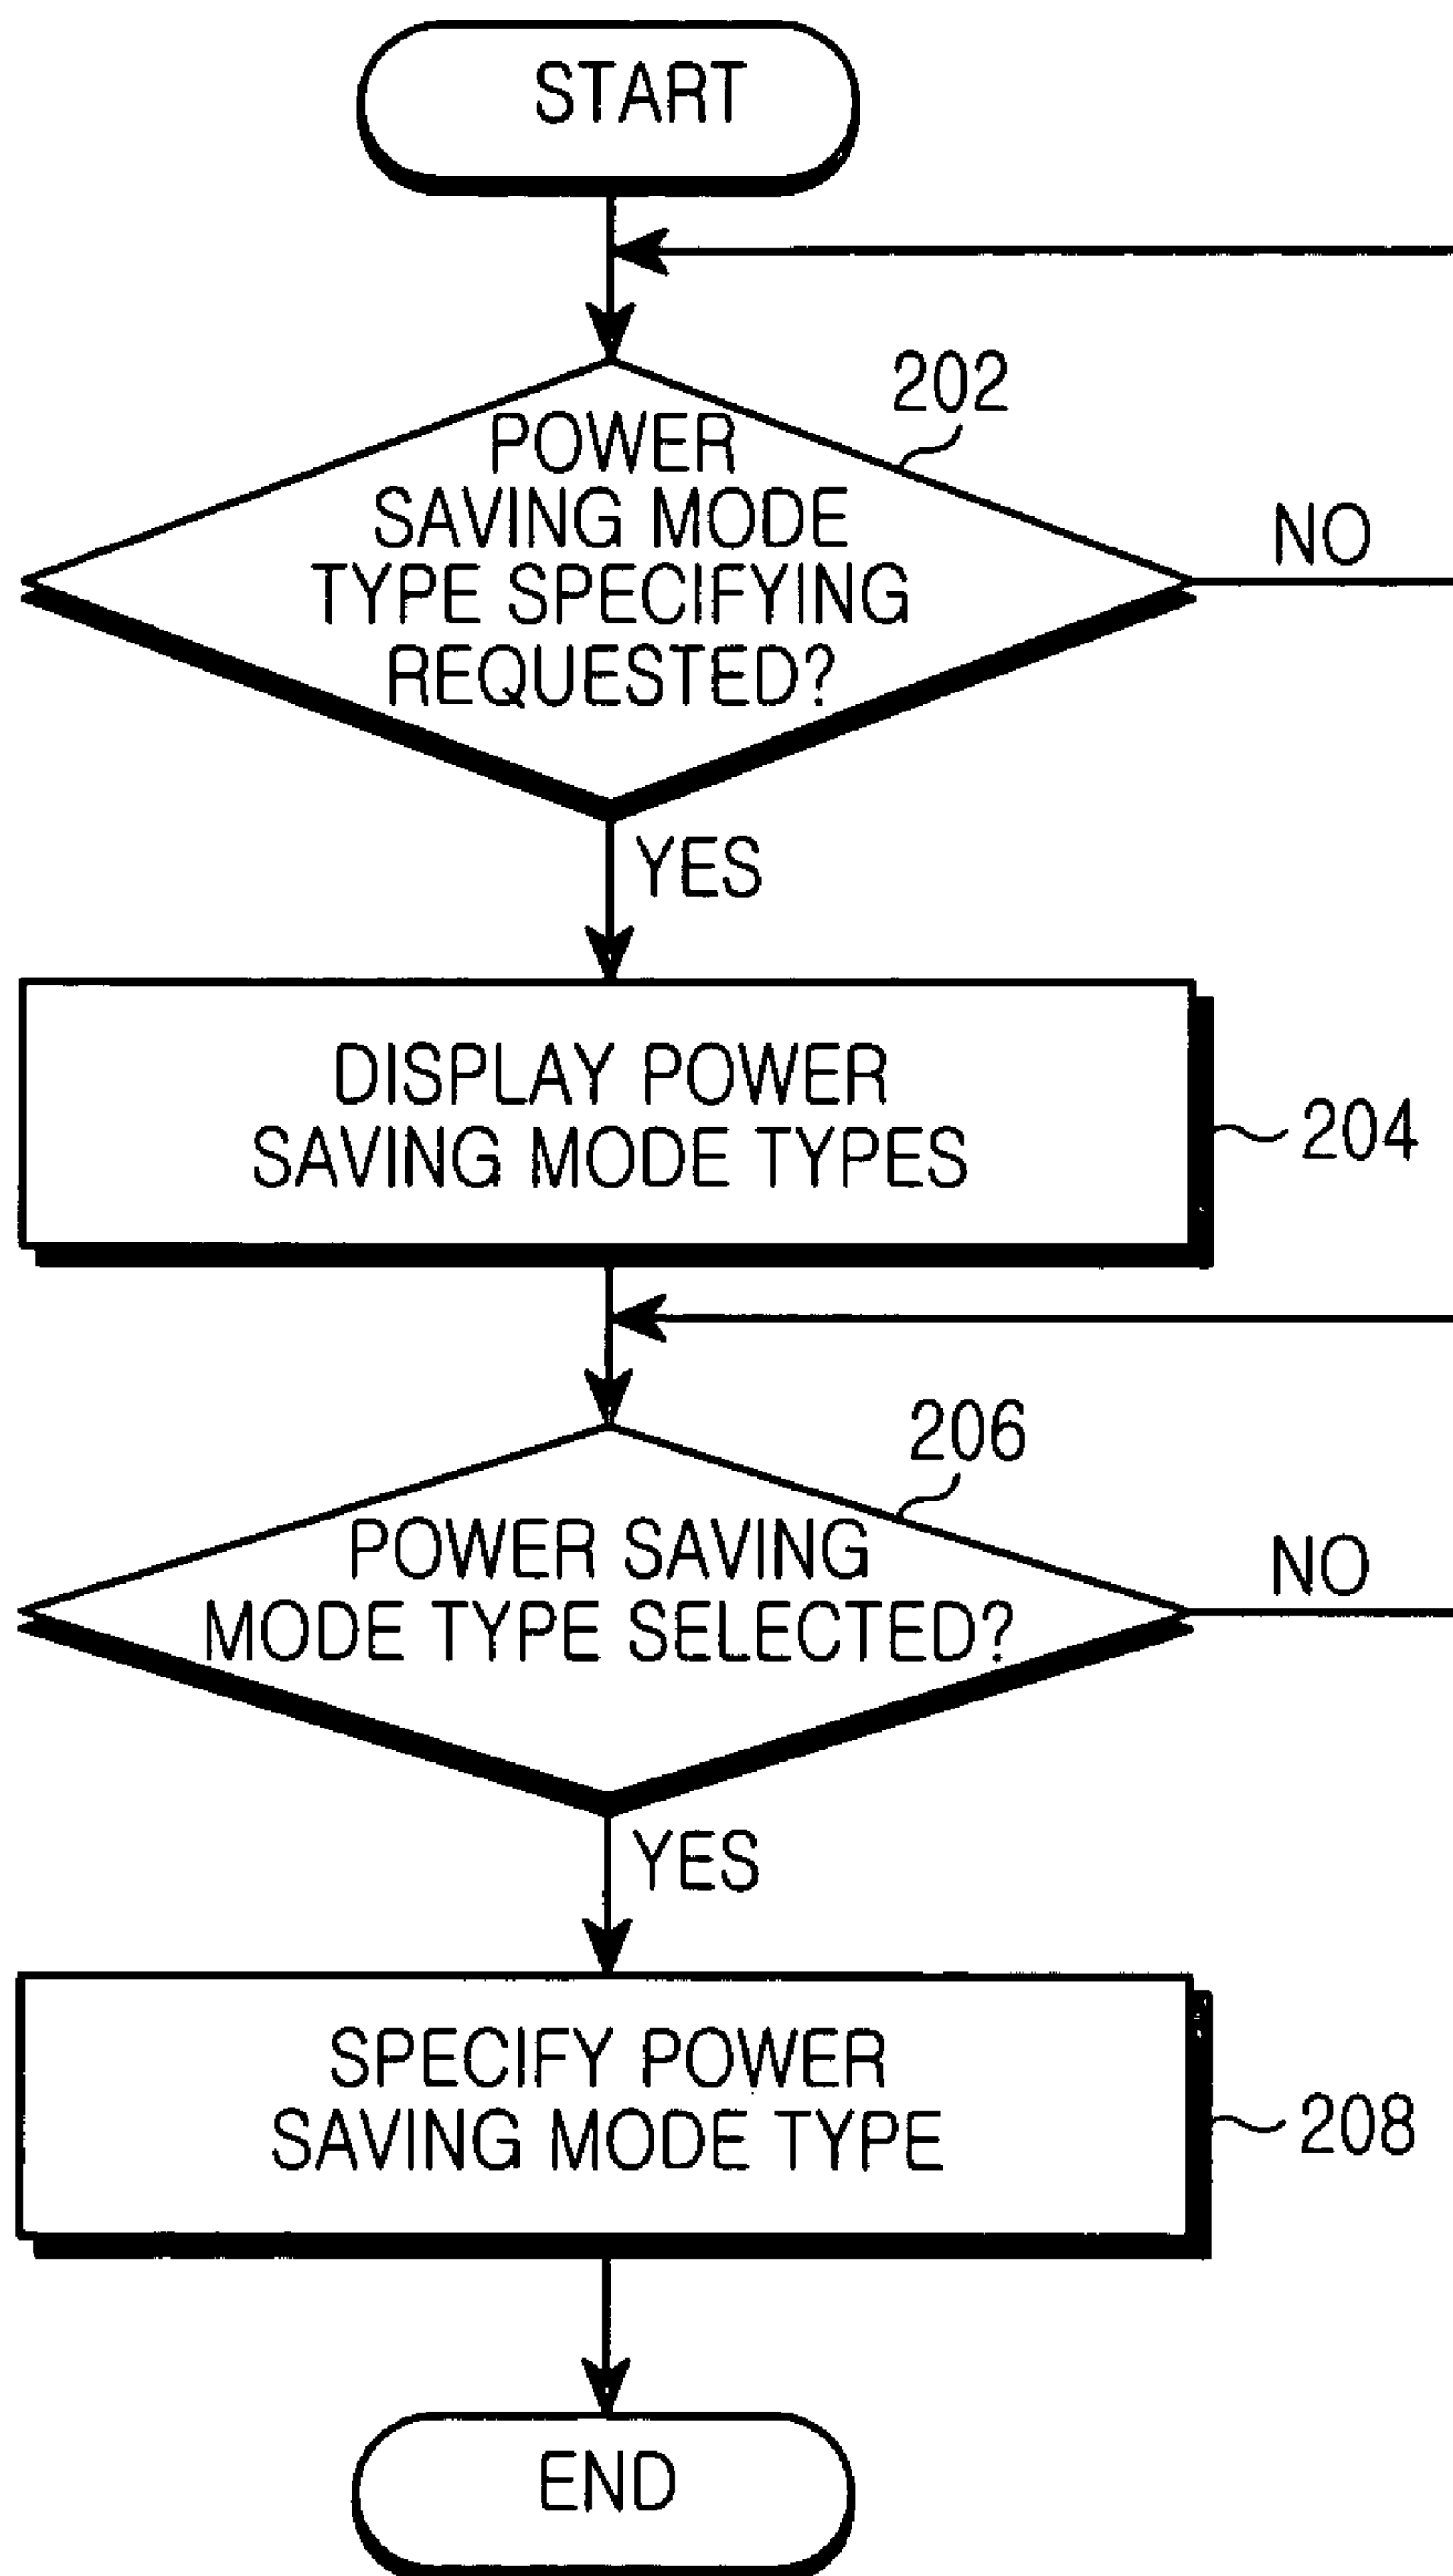 START
202
POWER
SAVING MODE
TYPE SPECIFYING
REQUESTED?
NO
YES
DISPLAY POWER
SAVING MODE TYPES
204
206
POWER SAVING
MODE TYPE SELECTED?
NO
YES
SPECIFY POWER
SAVING MODE TYPE
208
END